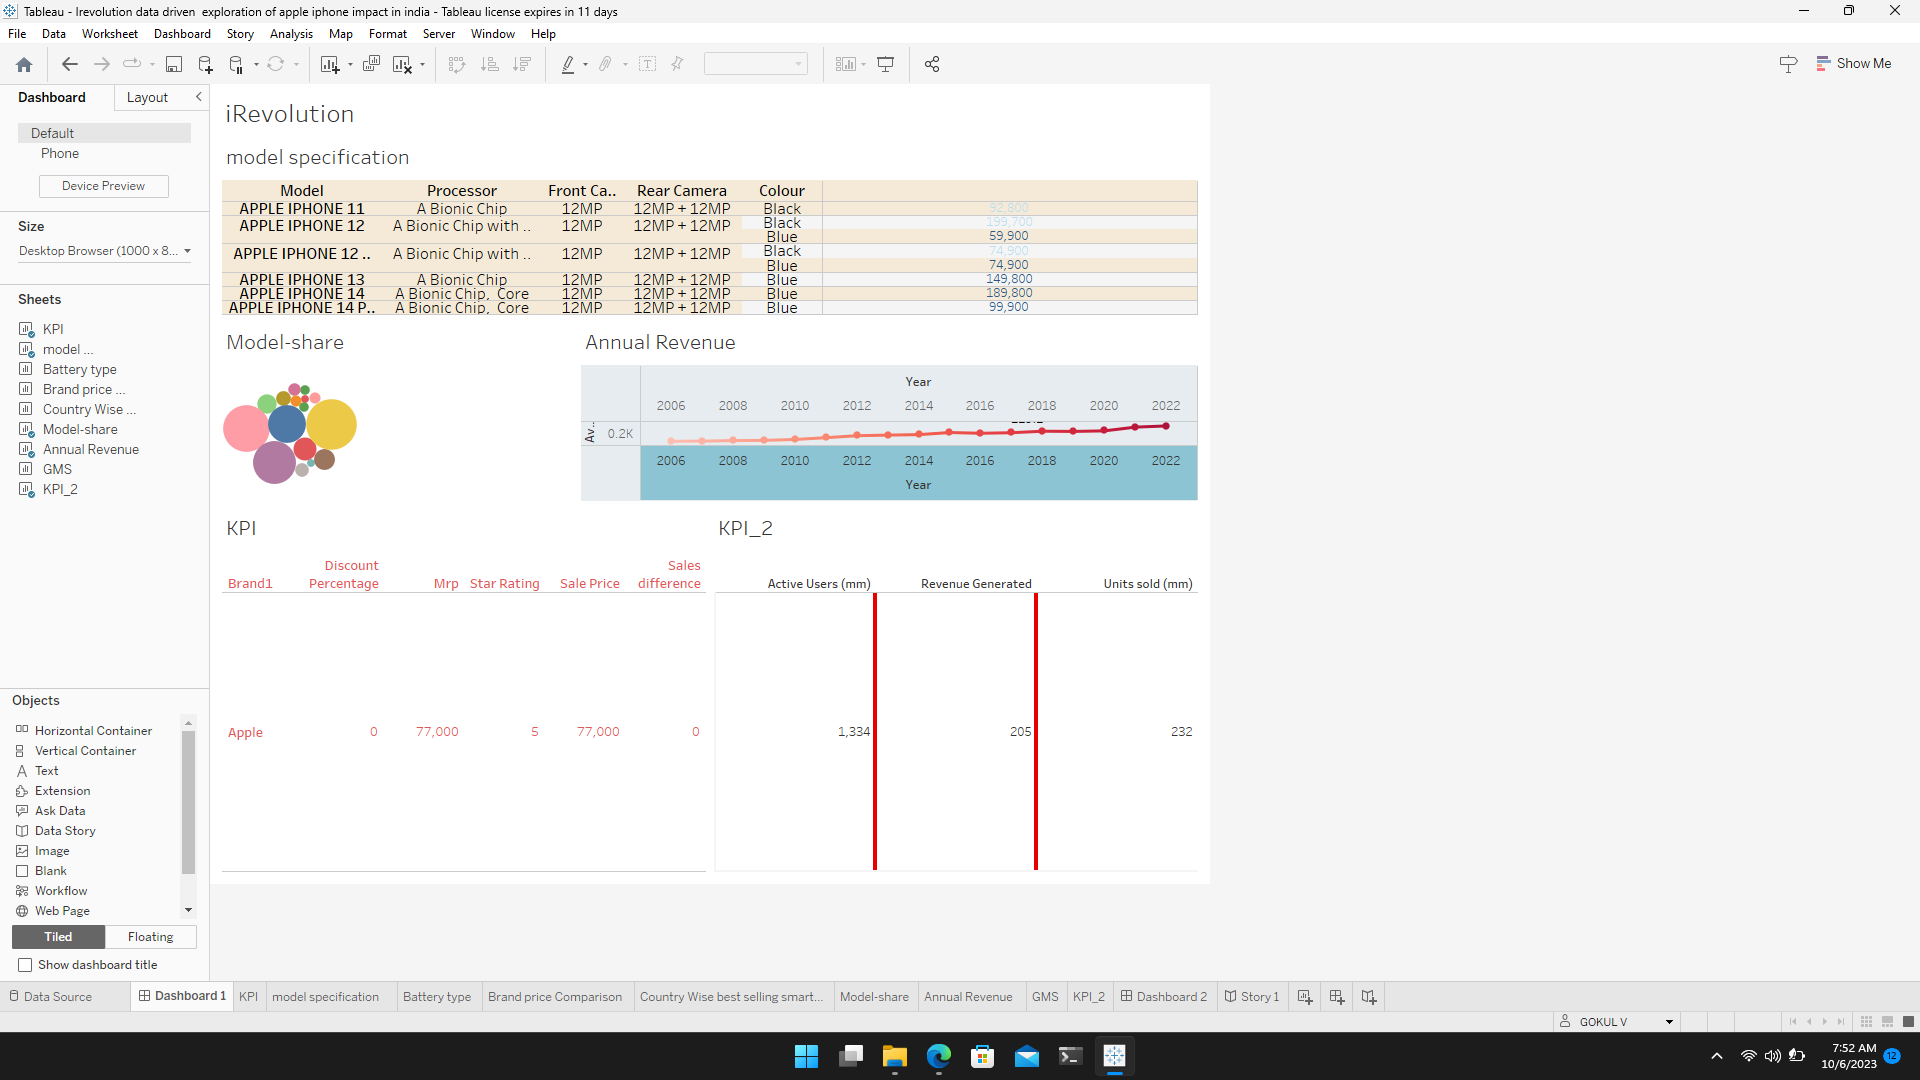 Tableau - Irevolution data driven  exploration of apple iphone impact in india - Tableau license expires in 11 days
File Data Worksheet Dashboard Story Analysis Map Format Server Window Help
Show Me
Dashboard Layout
Default
Phone
Device Preview
Size
Desktop Browser (1000 x 8...
Sheets
KPI
model ...
Battery type
Brand price ...
Country Wise ...
Model-share
Annual Revenue
GMS
KPI_2
Objects
Horizontal Container
Vertical Container
Text
Extension
Ask Data
Data Story
Image
Blank
Workflow
Web Page
Tiled Floating
Show dashboard title
iRevolution
model specification
Model Processor Front Ca.. Rear Camera Colour
APPLE IPHONE 11 A Bionic Chip 12MP 12MP + 12MP Black 92,800
APPLE IPHONE 12 A Bionic Chip with .. 12MP 12MP + 12MP Black 199,700
Blue 59,900
APPLE IPHONE 12 .. A Bionic Chip with .. 12MP 12MP + 12MP Black 74,900
Blue 74,900
APPLE IPHONE 13 A Bionic Chip 12MP 12MP + 12MP Blue 149,800
APPLE IPHONE 14 A Bionic Chip,  Core 12MP 12MP + 12MP Blue 189,800
APPLE IPHONE 14 P.. A Bionic Chip,  Core 12MP 12MP + 12MP Blue 99,900
Model-share
Annual Revenue
Year
2006 2008 2010 2012 2014 2016 2018 2020 2022
Av.. 0.2K
2006 2008 2010 2012 2014 2016 2018 2020 2022
Year
KPI
Brand1 Discount Percentage Mrp Star Rating Sale Price Sales difference
Apple 0 77,000 5 77,000 0
KPI_2
Active Users (mm) Revenue Generated Units sold (mm)
1,334 205 232
Data Source Dashboard 1 KPI model specification Battery type Brand price Comparison Country Wise best selling smart... Model-share Annual Revenue GMS KPI_2 Dashboard 2 Story 1
GOKUL V
7:52 AM
10/6/2023
12